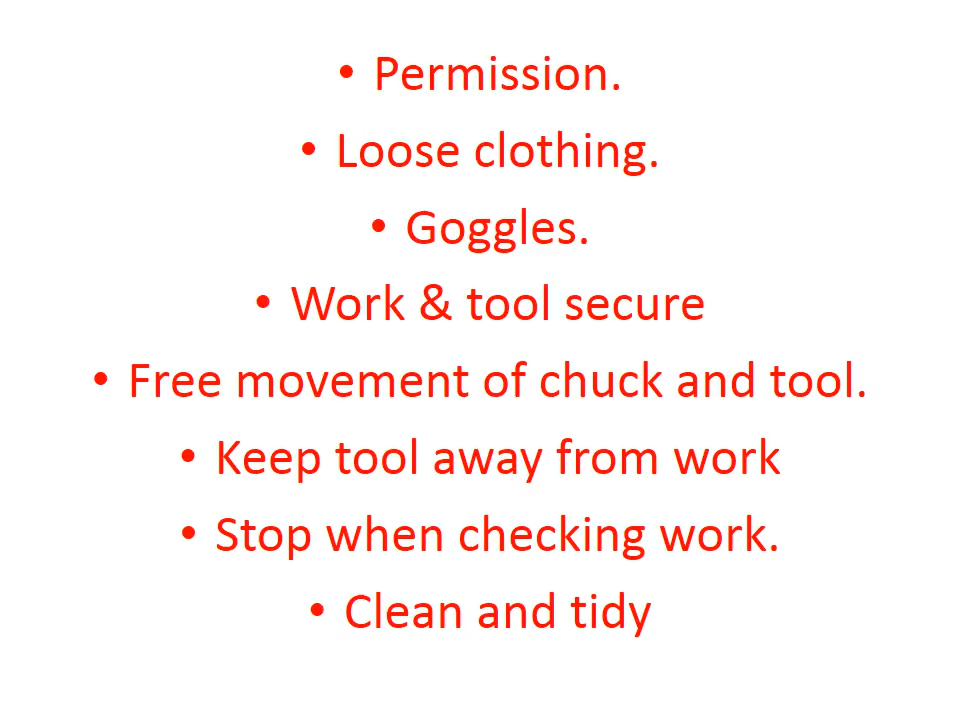 • Permission.
• Loose clothing.
• Goggles.
• Work & tool secure
• Free movement of chuck and tool.
• Keep tool away from work
• Stop when checking work.
• Clean and tidy